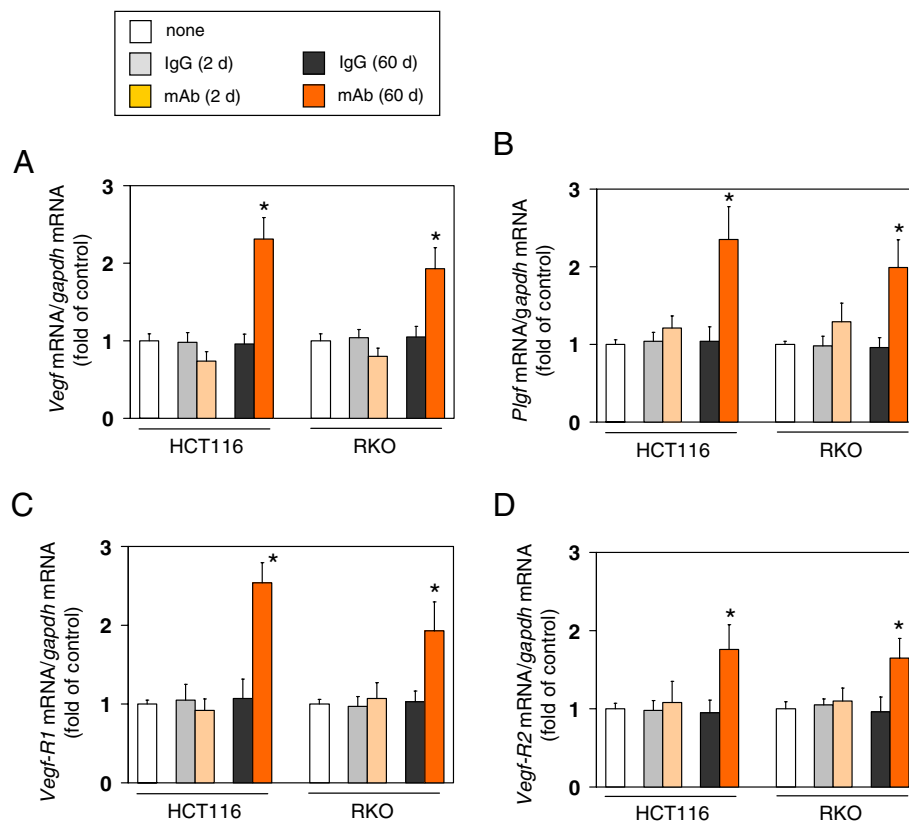 none
IgG (2 d) IgG (60 d)
mAb (2 d) mAb (60 d)
A
Vegf mRNA/gapdh mRNA
(fold of control)
3
2
1
0
* *
HCT116 RKO
B
Plgf mRNA/gapdh mRNA
(fold of control)
3
2
1
0
* *
HCT116 RKO
C
Vegf-R1 mRNA/gapdh mRNA
(fold of control)
3
2
1
0
* *
HCT116 RKO
D
Vegf-R2 mRNA/gapdh mRNA
(fold of control)
3
2
1
0
* *
HCT116 RKO